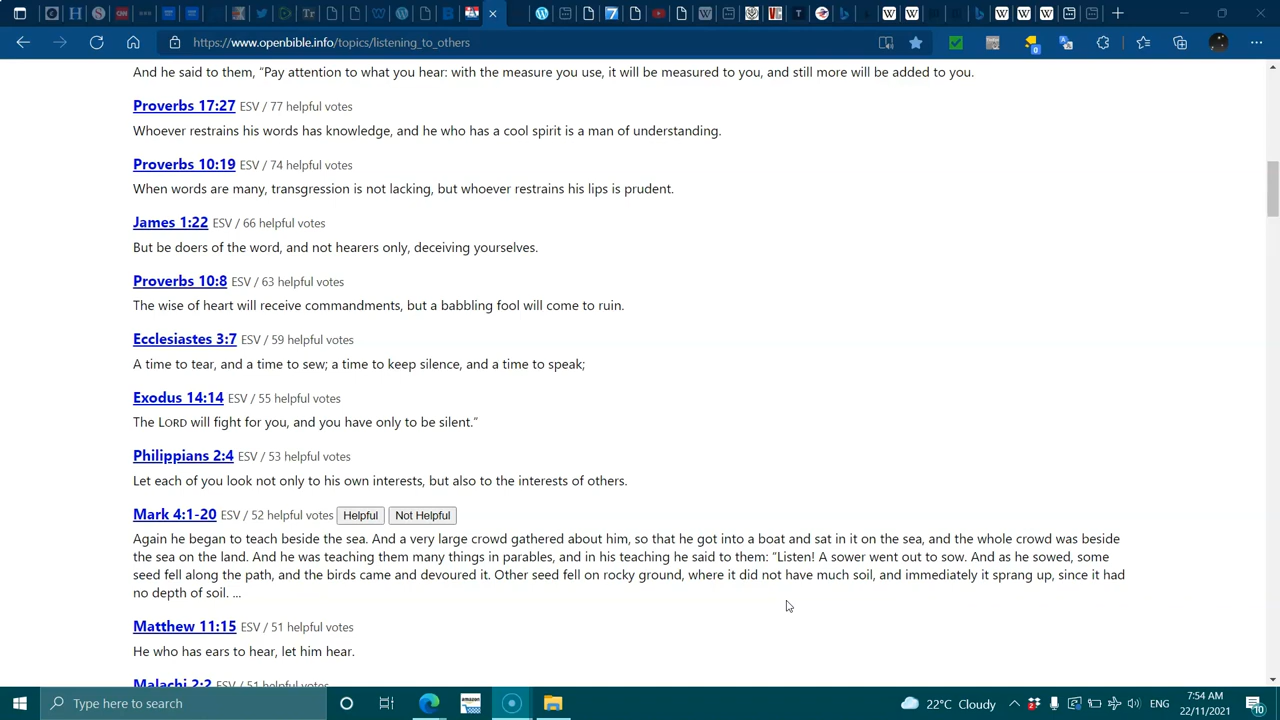 https://www.openbible.info/topics/listening_to_others
And he said to them, “Pay attention to what you hear: with the measure you use, it will be measured to you, and still more will be added to you.
Proverbs 17:27 ESV / 77 helpful votes
Whoever restrains his words has knowledge, and he who has a cool spirit is a man of understanding.
Proverbs 10:19 ESV / 74 helpful votes
When words are many, transgression is not lacking, but whoever restrains his lips is prudent.
James 1:22 ESV / 66 helpful votes
But be doers of the word, and not hearers only, deceiving yourselves.
Proverbs 10:8 ESV / 63 helpful votes
The wise of heart will receive commandments, but a babbling fool will come to ruin.
Ecclesiastes 3:7 ESV / 59 helpful votes
A time to tear, and a time to sew; a time to keep silence, and a time to speak;
Exodus 14:14 ESV / 55 helpful votes
The LORD will fight for you, and you have only to be silent.”
Philippians 2:4 ESV / 53 helpful votes
Let each of you look not only to his own interests, but also to the interests of others.
Mark 4:1-20 ESV / 52 helpful votes Helpful Not Helpful
Again he began to teach beside the sea. And a very large crowd gathered about him, so that he got into a boat and sat in it on the sea, and the whole crowd was beside
the sea on the land. And he was teaching them many things in parables, and in his teaching he said to them: “Listen! A sower went out to sow. And as he sowed, some
seed fell along the path, and the birds came and devoured it. Other seed fell on rocky ground, where it did not have much soil, and immediately it sprang up, since it had
no depth of soil. ...
Matthew 11:15 ESV / 51 helpful votes
He who has ears to hear, let him hear.
Malachi 2:2 ESV / 51 helpful votes
Type here to search
22°C Cloudy
ENG
7:54 AM
22/11/2021
10